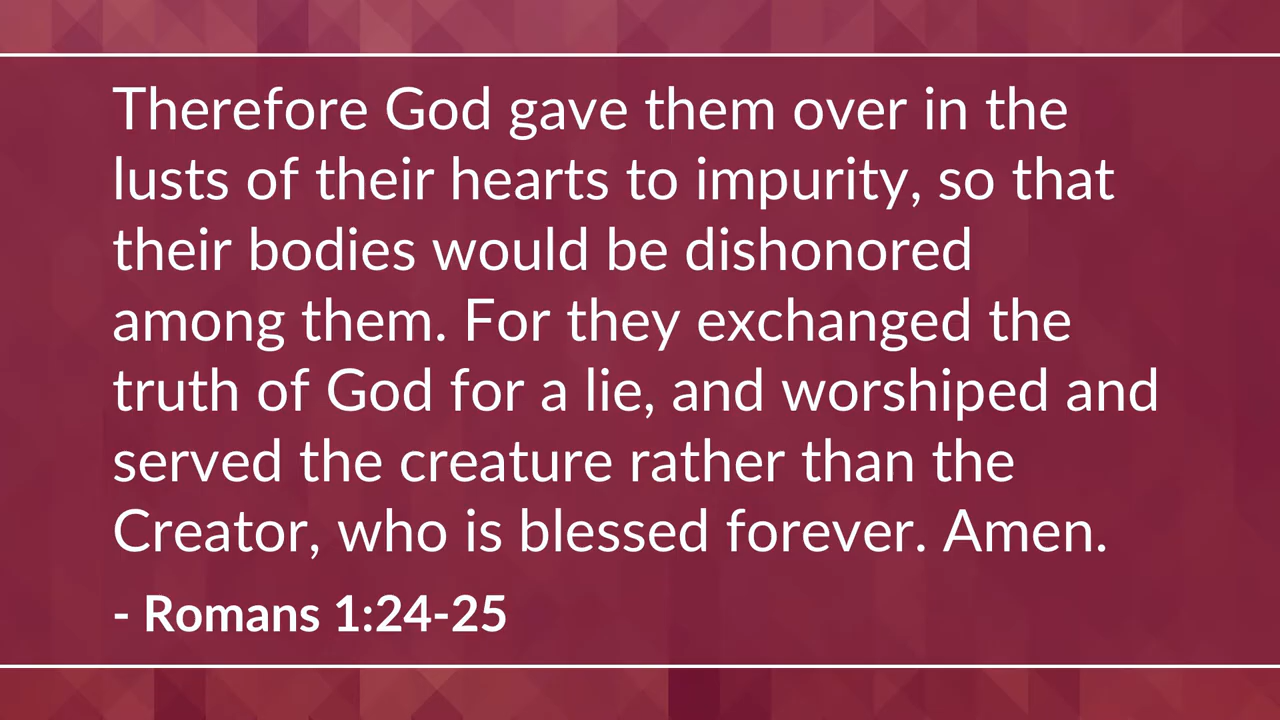 Therefore God gave them over in the
lusts of their hearts to impurity, so that
their bodies would be dishonored
among them. For they exchanged the
truth of God for a lie, and worshiped and
served the creature rather than the
Creator, who is blessed forever. Amen.
- Romans 1:24-25